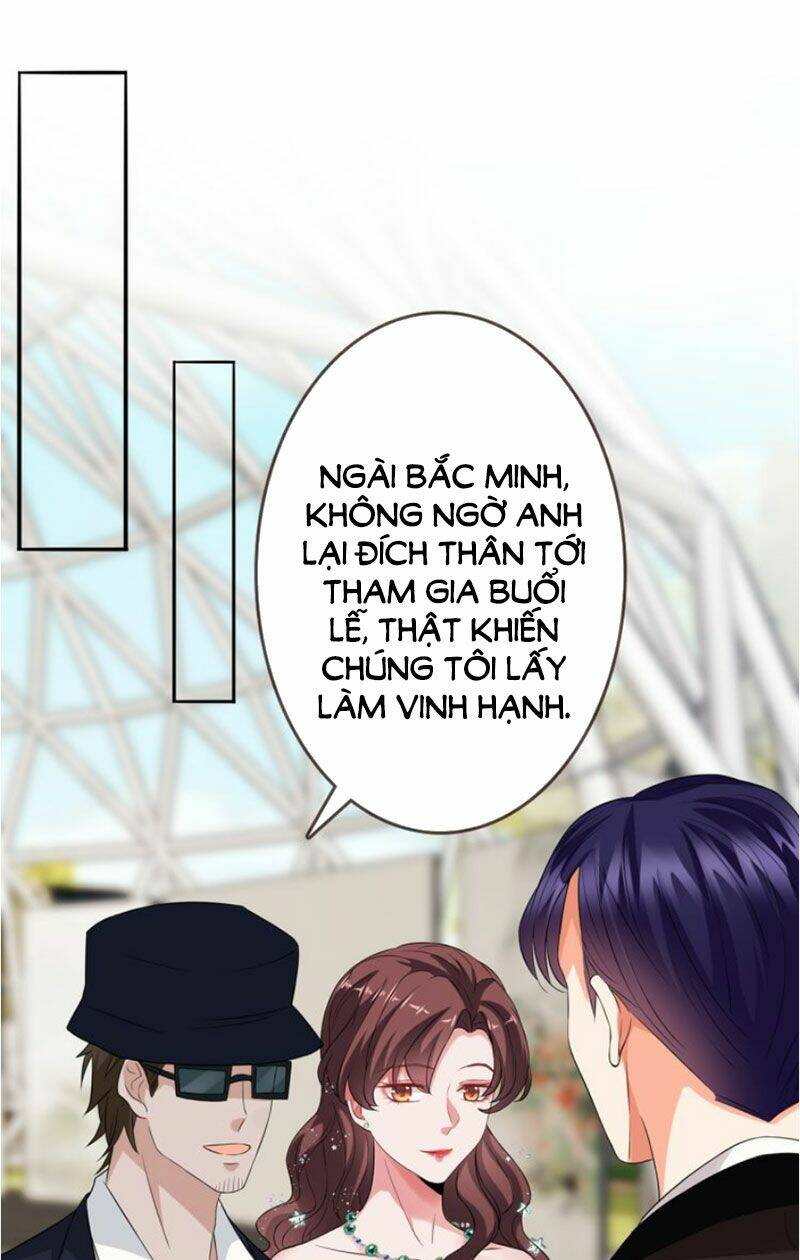 NGÀI BẮC MINH,
KHÔNG NGỜ ANH
LẠI ĐÍCH THÂN TỚI
THAM GIA BUỔI
LỄ, THẬT KHIẾN
CHÚNG TÔI LẤY
LÀM VINH HẠNH.